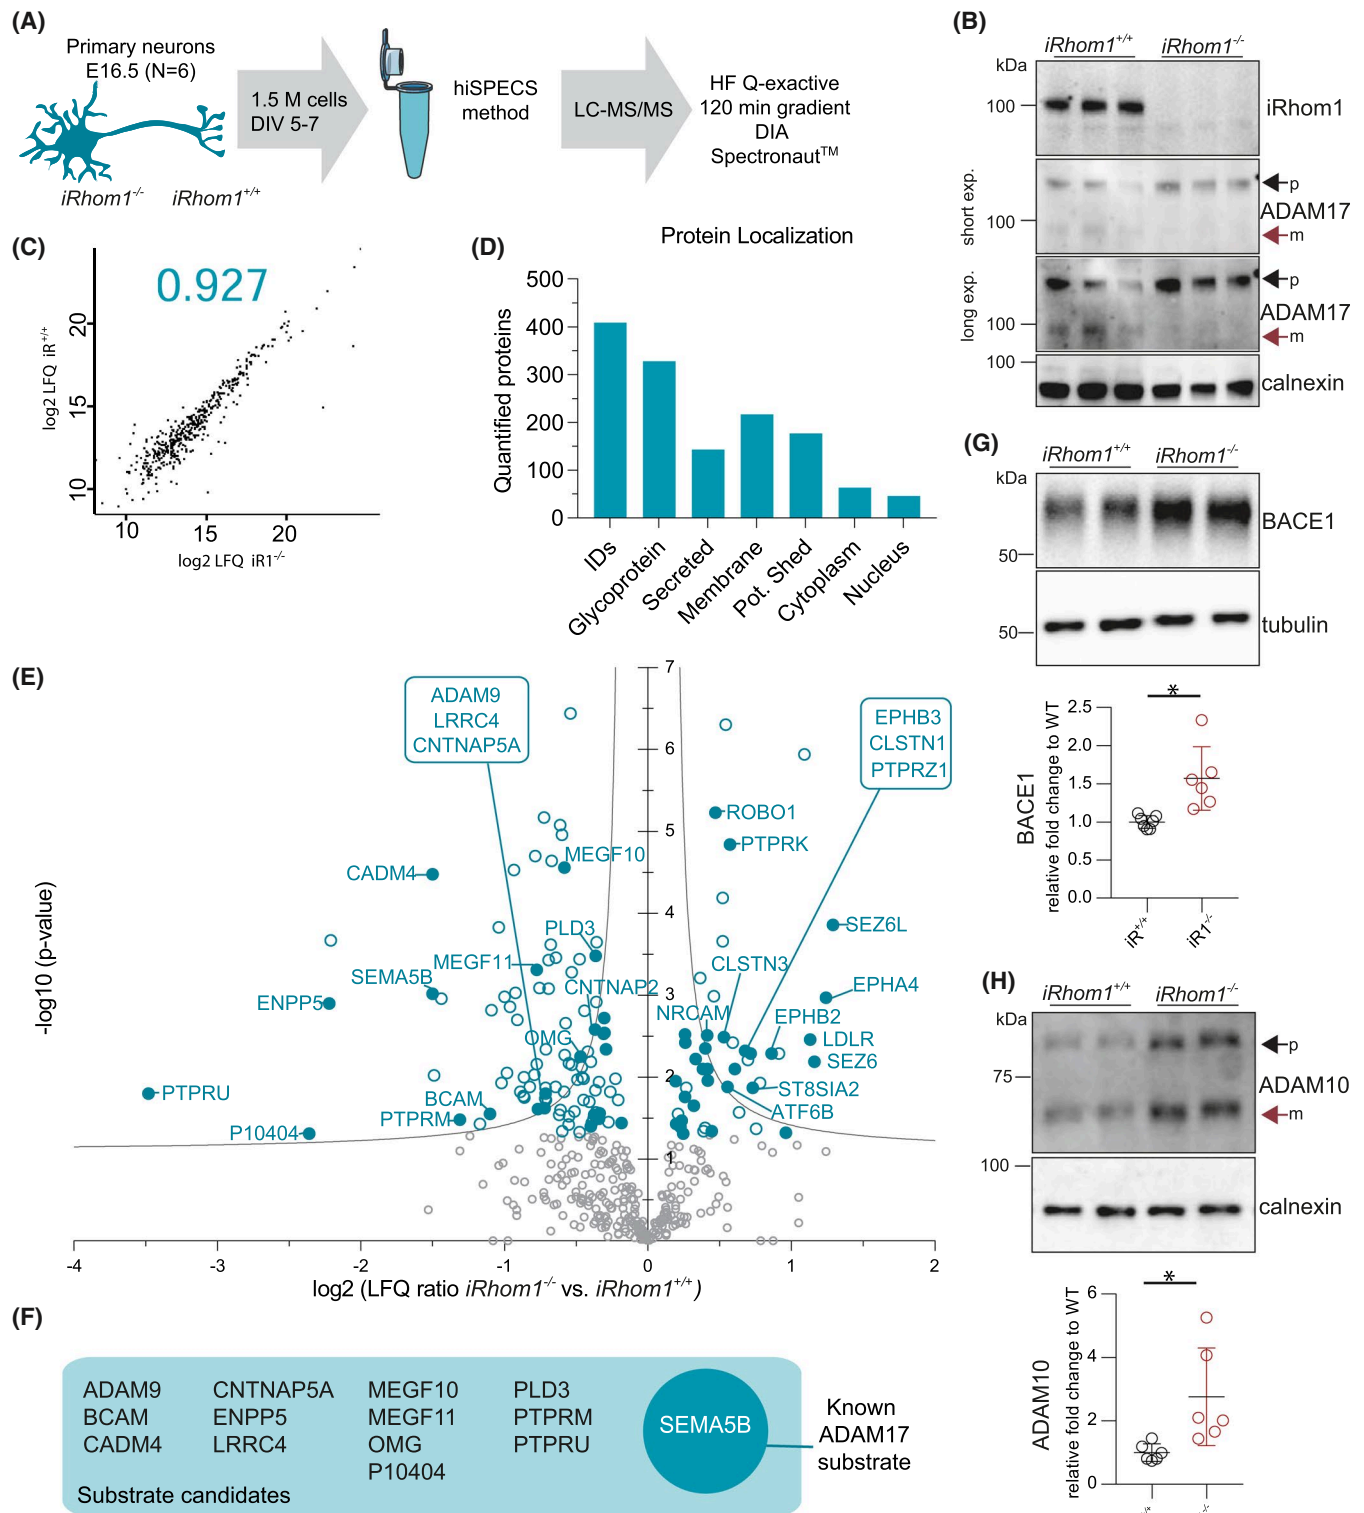 (A)
Primary neurons
E16.5 (N=6)
iRhom1-/- iRhom1+/+
1.5 M cells
DIV 5-7
hiSPECS
method
LC-MS/MS
HF Q-exactive
120 min gradient
DIA
Spectronaut™
(B)
iRhom1+/+ iRhom1-/-
kDa
100
iRhom1
short exp.
100
p
ADAM17
m
long exp.
100
p
ADAM17
m
100
calnexin
(C)
0.927
log2 LFQ iR+/+
20
15
10
10 15 20
log2 LFQ iR1-/-
(D)
Protein Localization
Quantified proteins
500
400
300
200
100
0
IDs
Glycoprotein
Secreted
Membrane
Pot. Shed
Cytoplasm
Nucleus
(E)
-log10 (p-value)
7
6
5
4
3
2
1
ADAM9
LRRC4
CNTNAP5A
EPHB3
CLSTN1
PTPRZ1
ROBO1
PTPRK
MEGF10
CADM4
SEZ6L
PLD3
MEGF11
CLSTN3
SEMA5B
CNTNAP2
EPHA4
ENPP5
NRCAM
EPHB2
OMG
LDLR
SEZ6
PTPRU
ST8SIA2
BCAM
ATF6B
PTPRM
P10404
-4 -3 -2 -1 0 1 2
log2 (LFQ ratio iRhom1-/- vs. iRhom1+/+)
(F)
ADAM9 CNTNAP5A MEGF10 PLD3
BCAM ENPP5 MEGF11 PTPRM
CADM4 LRRC4 OMG PTPRU
P10404
Substrate candidates
SEMA5B
Known
ADAM17
substrate
(G)
iRhom1+/+ iRhom1-/-
kDa
50
BACE1
50
tubulin
*
BACE1
relative fold change to WT
2.5
2.0
1.5
1.0
0.5
0.0
iR+/+
iR1-/-
(H)
iRhom1+/+ iRhom1-/-
kDa
p
75
ADAM10
m
100
calnexin
*
ADAM10
relative fold change to WT
6
4
2
0